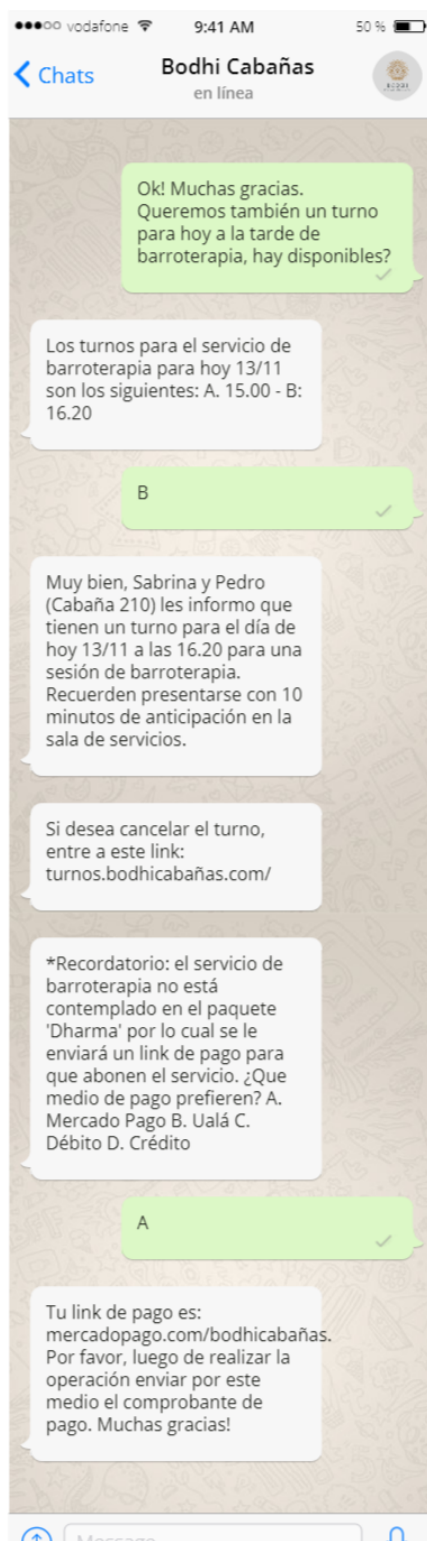 vodafone 9:41 AM 50 %
Chats Bodhi Cabañas
en línea
BODHI
Ok! Muchas gracias.
Queremos también un turno
para hoy a la tarde de
barroterapia, hay disponibles?
Los turnos para el servicio de
barroterapia para hoy 13/11
son los siguientes: A. 15.00 - B:
16.20
B
Muy bien, Sabrina y Pedro
(Cabaña 210) les informo que
tienen un turno para el día de
hoy 13/11 a las 16.20 para una
sesión de barroterapia.
Recuerden presentarse con 10
minutos de anticipación en la
sala de servicios.
Si desea cancelar el turno,
entre a este link:
turnos.bodhicabañas.com/
*Recordatorio: el servicio de
barroterapia no está
contemplado en el paquete
'Dharma' por lo cual se le
enviará un link de pago para
que abonen el servicio. ¿Que
medio de pago prefieren? A.
Mercado Pago B. Ualá C.
Débito D. Crédito
A
Tu link de pago es:
mercadopago.com/bodhicabañas.
Por favor, luego de realizar la
operación enviar por este
medio el comprobante de
pago. Muchas gracias!
Message